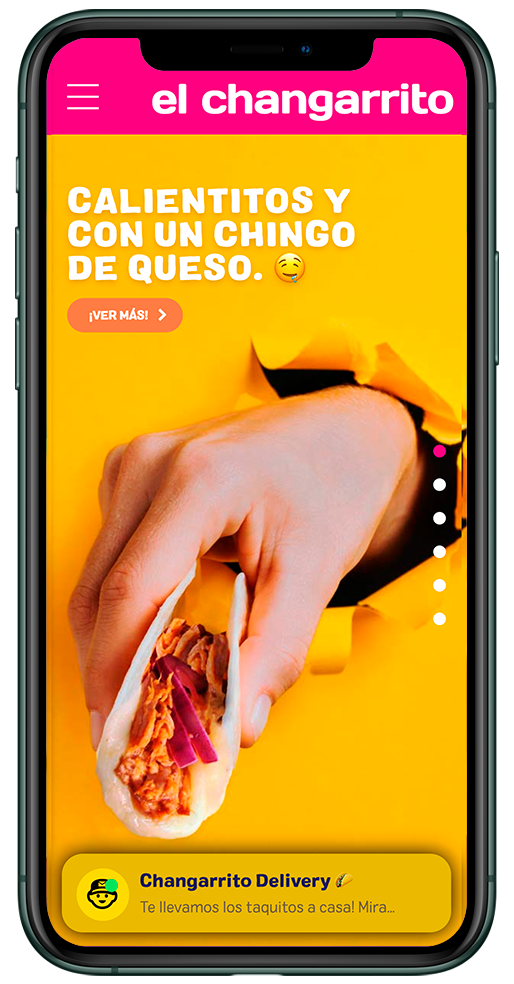 el changarrito
CALIENTITOS Y
CON UN CHINGO
DE QUESO. 🤤
¡VER MÁS!
Changarrito Delivery 🌮
Te llevamos los taquitos a casa! Mira...